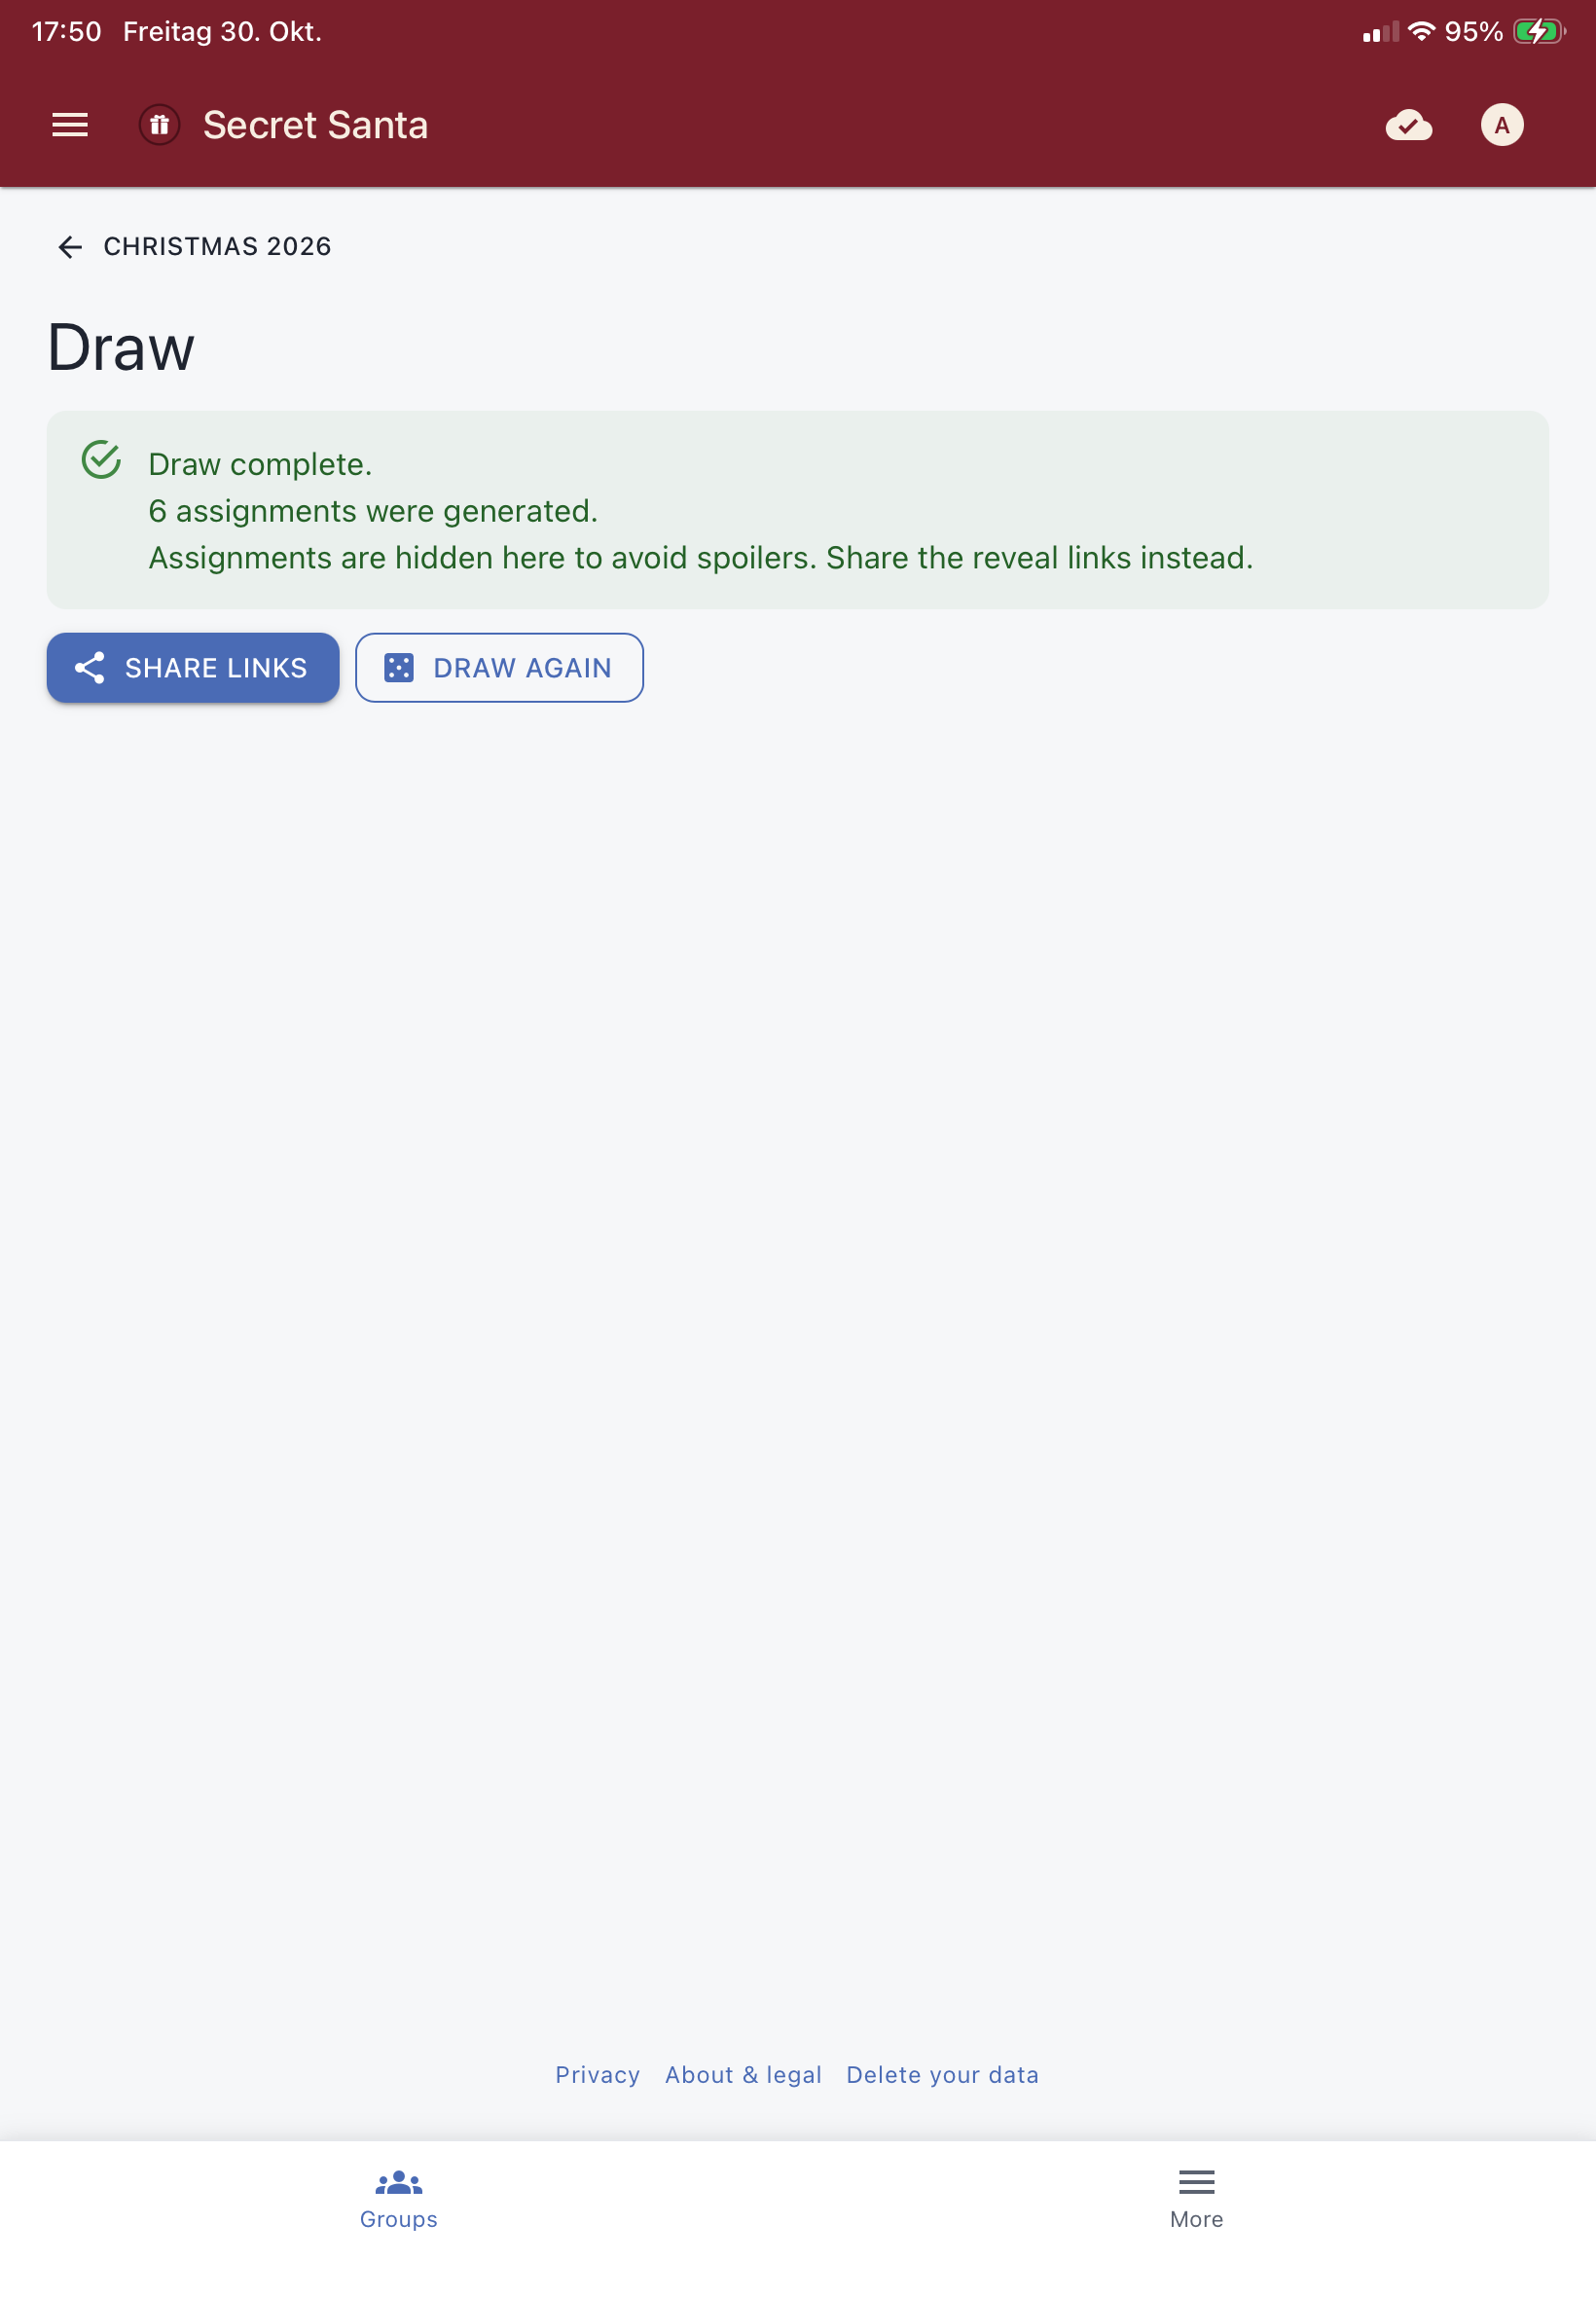 17:50 Freitag 30. Okt. 95%
Secret Santa A
CHRISTMAS 2026
Draw
Draw complete.
6 assignments were generated.
Assignments are hidden here to avoid spoilers. Share the reveal links instead.
SHARE LINKS DRAW AGAIN
Privacy About & legal Delete your data
Groups More